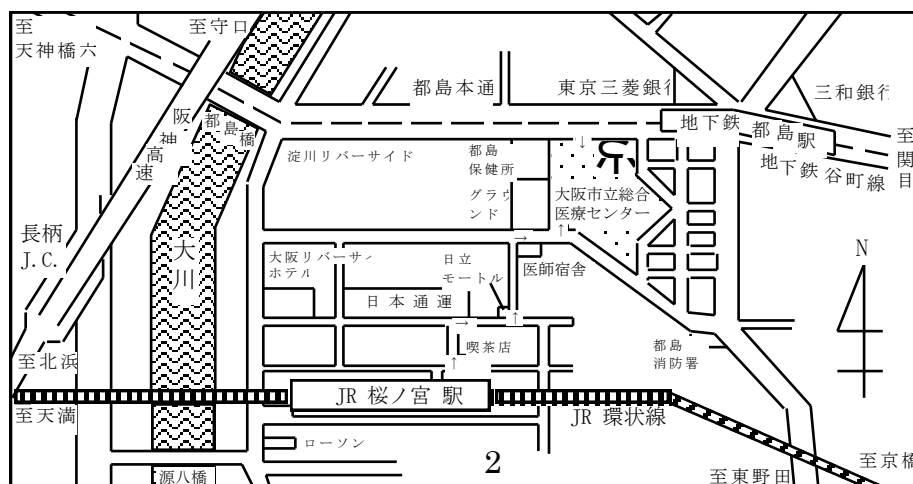 至
天神橋六
至守口
阪神高速
都島橋
都島本通
東京三菱銀行
三和銀行
地下鉄
都島駅
地下鉄谷町線
至関目
淀川リバーサイド
都島
保健所
グラウ
ンド
大阪市立総合
医療センター
長柄
J.C.
大川
大阪リバーサイ
ホテル
日立
モートル
医師宿舎
日本通運
→
↑
↓
↑
→
↑
喫茶店
都島
消防署
N
至北浜
至天満
JR 桜ノ宮 駅
JR 環状線
ローソン
源八橋
2
至東野田
至京橋